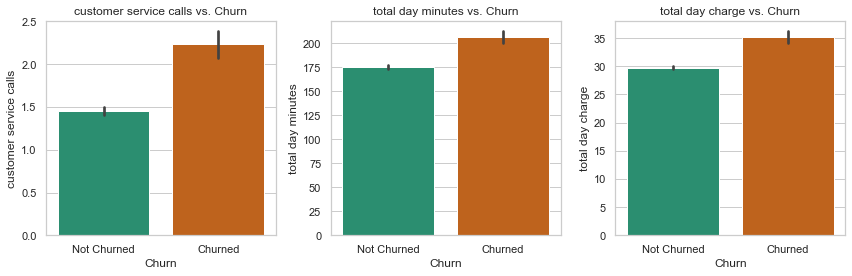 customer service calls vs. Churn
customer service calls
2.5
2.0
1.5
1.0
0.5
0.0
Not Churned
Churned
Churn
total day minutes vs. Churn
total day minutes
200
175
150
125
100
75
50
25
0
Not Churned
Churned
Churn
total day charge vs. Churn
total day charge
35
30
25
20
15
10
5
0
Not Churned
Churned
Churn